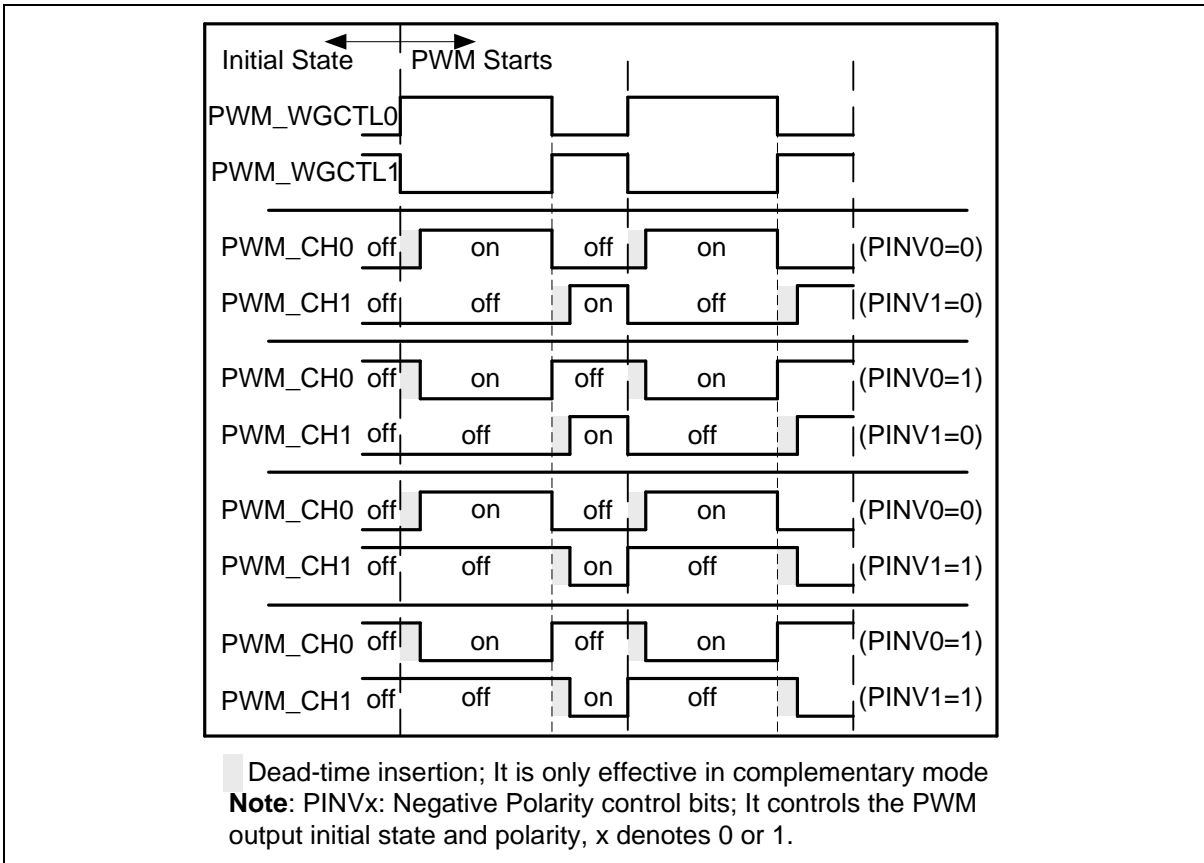 Initial State PWM Starts
PWM_WGCTL0
PWM_WGCTL1
PWM_CH0 off on off on (PINV0=0)
PWM_CH1 off off on off (PINV1=0)
PWM_CH0 off on off on (PINV0=1)
PWM_CH1 off off on off (PINV1=0)
PWM_CH0 off on off on (PINV0=0)
PWM_CH1 off off on off (PINV1=1)
PWM_CH0 off on off on (PINV0=1)
PWM_CH1 off off on off (PINV1=1)
Dead-time insertion; It is only effective in complementary mode
Note: PINVx: Negative Polarity control bits; It controls the PWM
output initial state and polarity, x denotes 0 or 1.